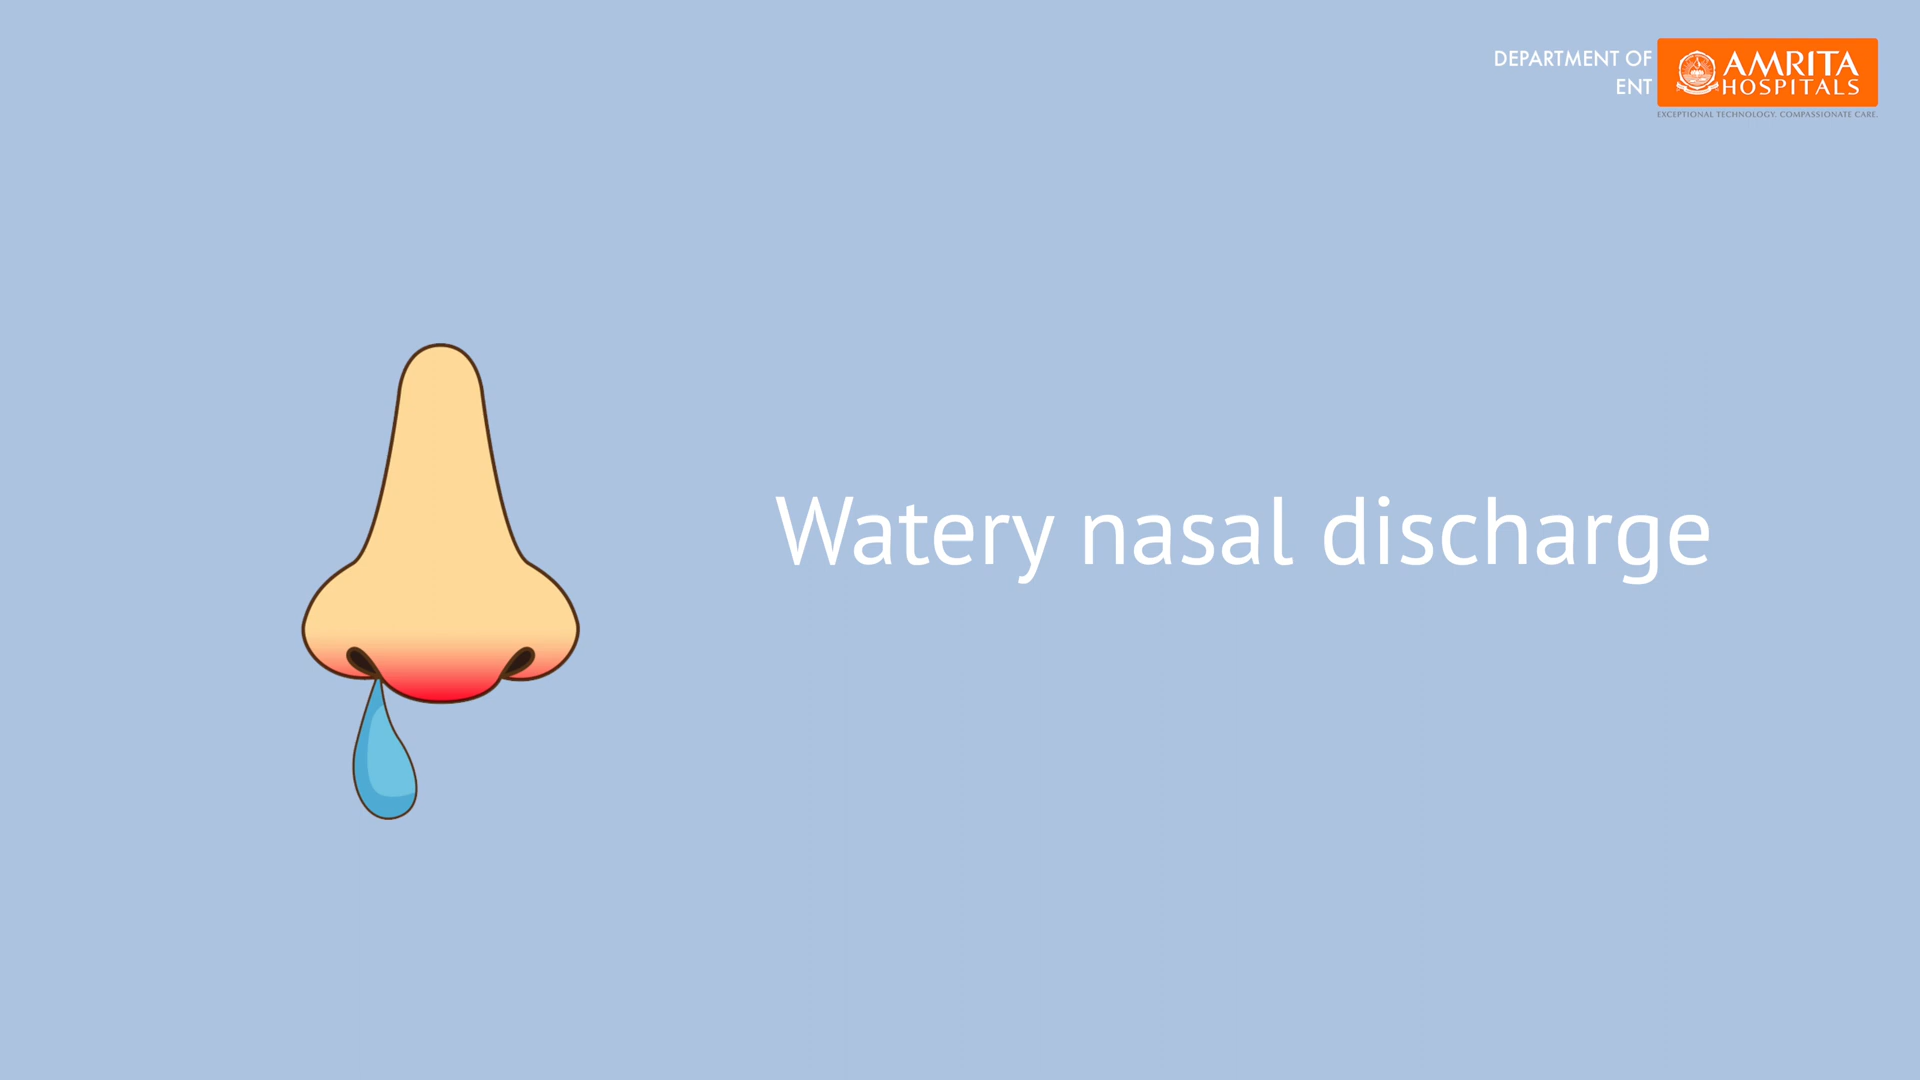 DEPARTMENT OF
ENT
AMRITA
HOSPITALS
EXCEPTIONAL TECHNOLOGY. COMPASSIONATE CARE.
Watery nasal discharge